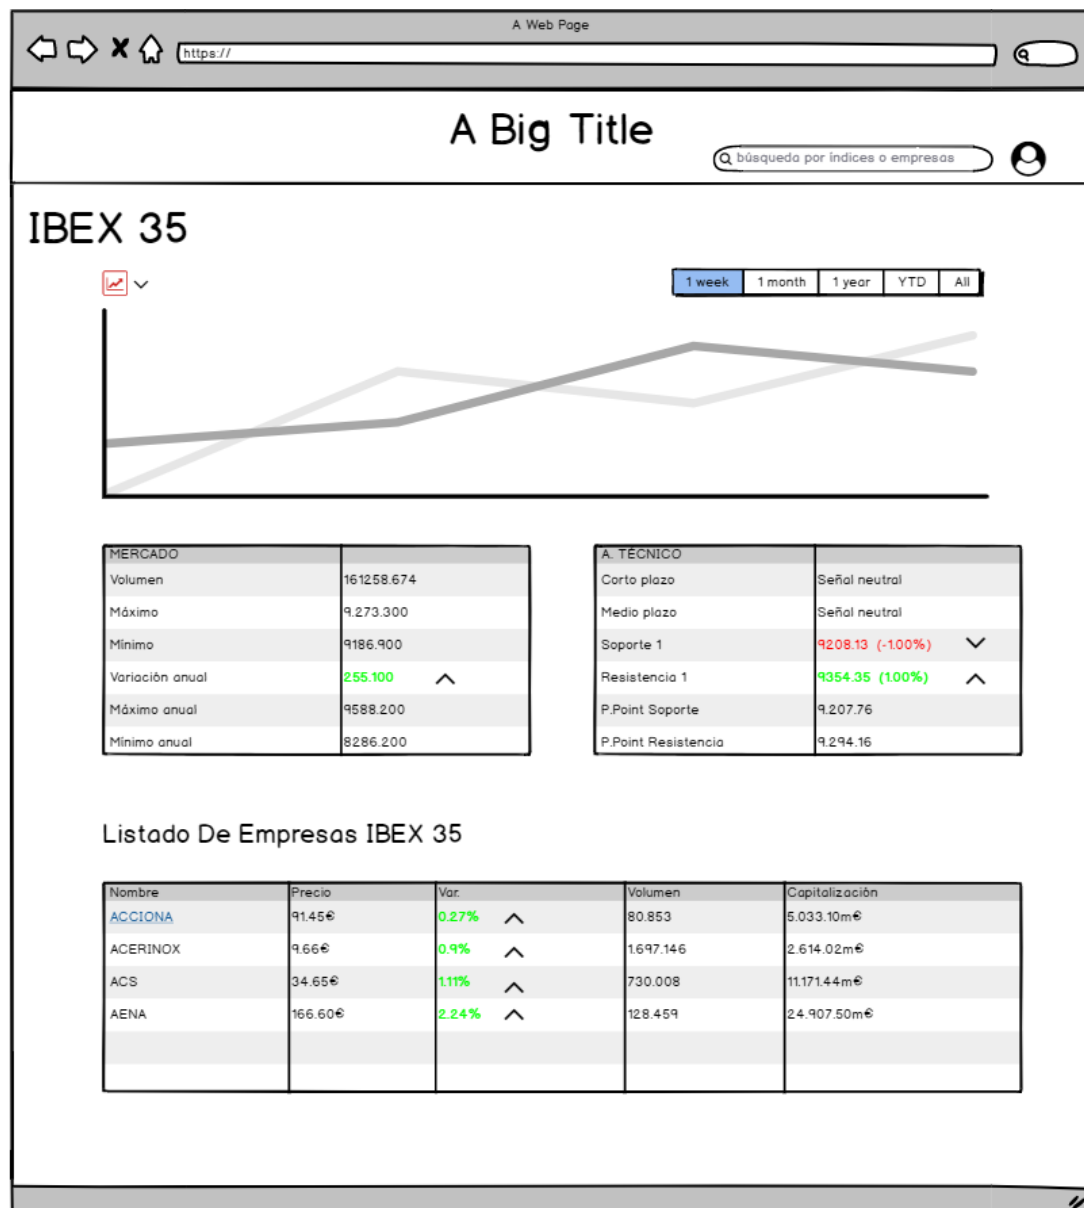 A Web Page
https://
A Big Title
búsqueda por índices o empresas
IBEX 35
1 week 1 month 1 year YTD All
MERCADO
Volumen 161258.674
Máximo 9.273.300
Mínimo 9186.900
Variación anual 255.100
Máximo anual 9588.200
Mínimo anual 8286.200
A. TÉCNICO
Corto plazo Señal neutral
Medio plazo Señal neutral
Soporte 1 9208.13 (-1.00%)
Resistencia 1 9354.35 (1.00%)
P.Point Soporte 9.207.76
P.Point Resistencia 9.294.16
Listado De Empresas IBEX 35
Nombre Precio Var. Volumen Capitalización
ACCIONA 91.45€ 0.27% 80.853 5.033.10m€
ACERINOX 9.66€ 0.9% 1.697.146 2.614.02m€
ACS 34.65€ 1.11% 730.008 11.171.44m€
AENA 166.60€ 2.24% 128.459 24.907.50m€